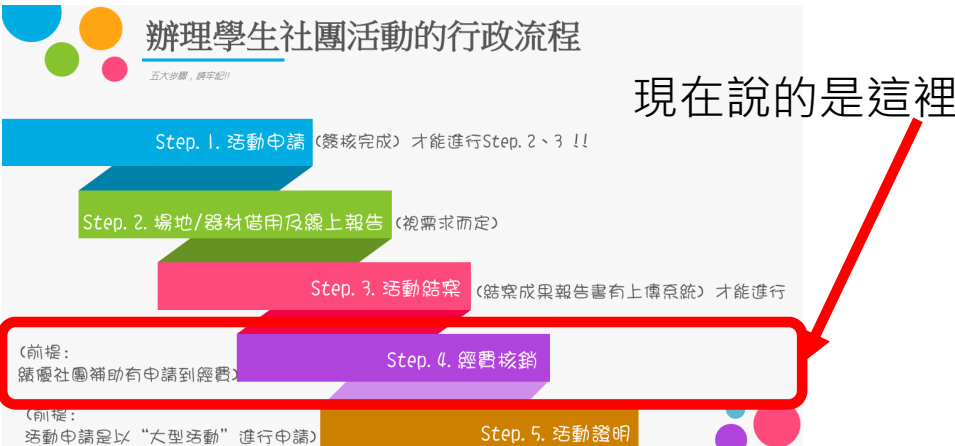 辦理學生社團活動的行政流程
五大步驟，請牢記!!
現在說的是這裡
Step.1.活動申請 (簽核完成) 才能進行Step.2、3 !!
Step.2.場地/器材借用及線上報告 (視需求而定)
Step.3.活動結案 (結案成果報告書有上傳系統) 才能進行
(前提:
績優社團補助有申請到經費)
Step.4.經費核銷
(前提:
活動申請是以“大型活動”進行申請)
Step.5.活動證明